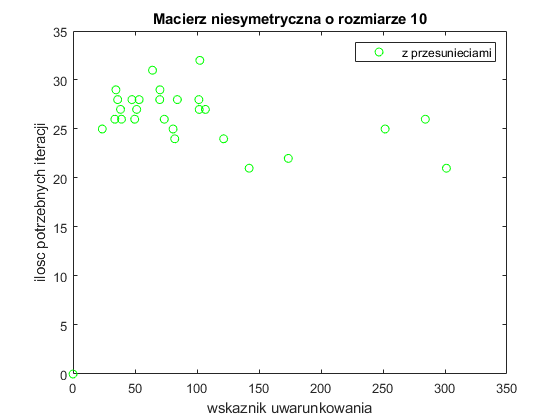 Macierz niesymetryczna o rozmiarze 10
z przesunieciami
ilosc potrzebnych iteracji
35
30
25
20
15
10
5
0
0 50 100 150 200 250 300 350
wskaznik uwarunkowania